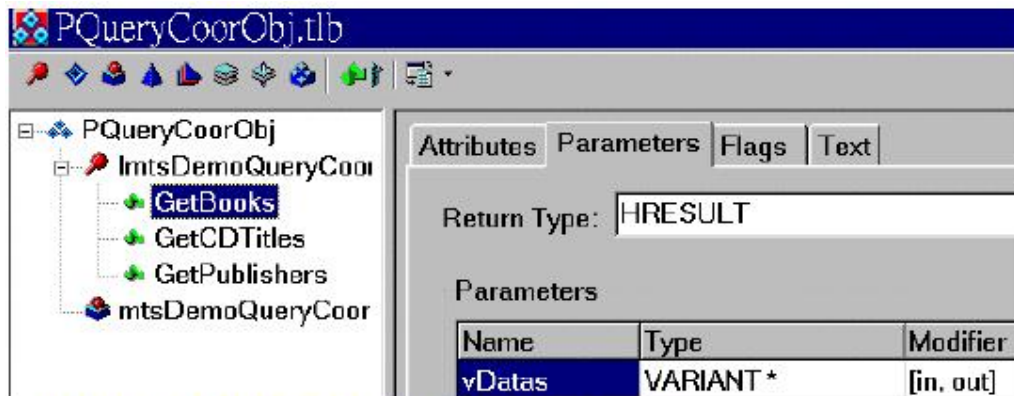 PQueryCoorObj.tlb
PQueryCoorObj
ImtsDemoQueryCoor
GetBooks
GetCDTitles
GetPublishers
mtsDemoQueryCoor
Attributes Parameters Flags Text
Return Type: HRESULT
Parameters
Name Type Modifier
vDatas VARIANT * [in, out]